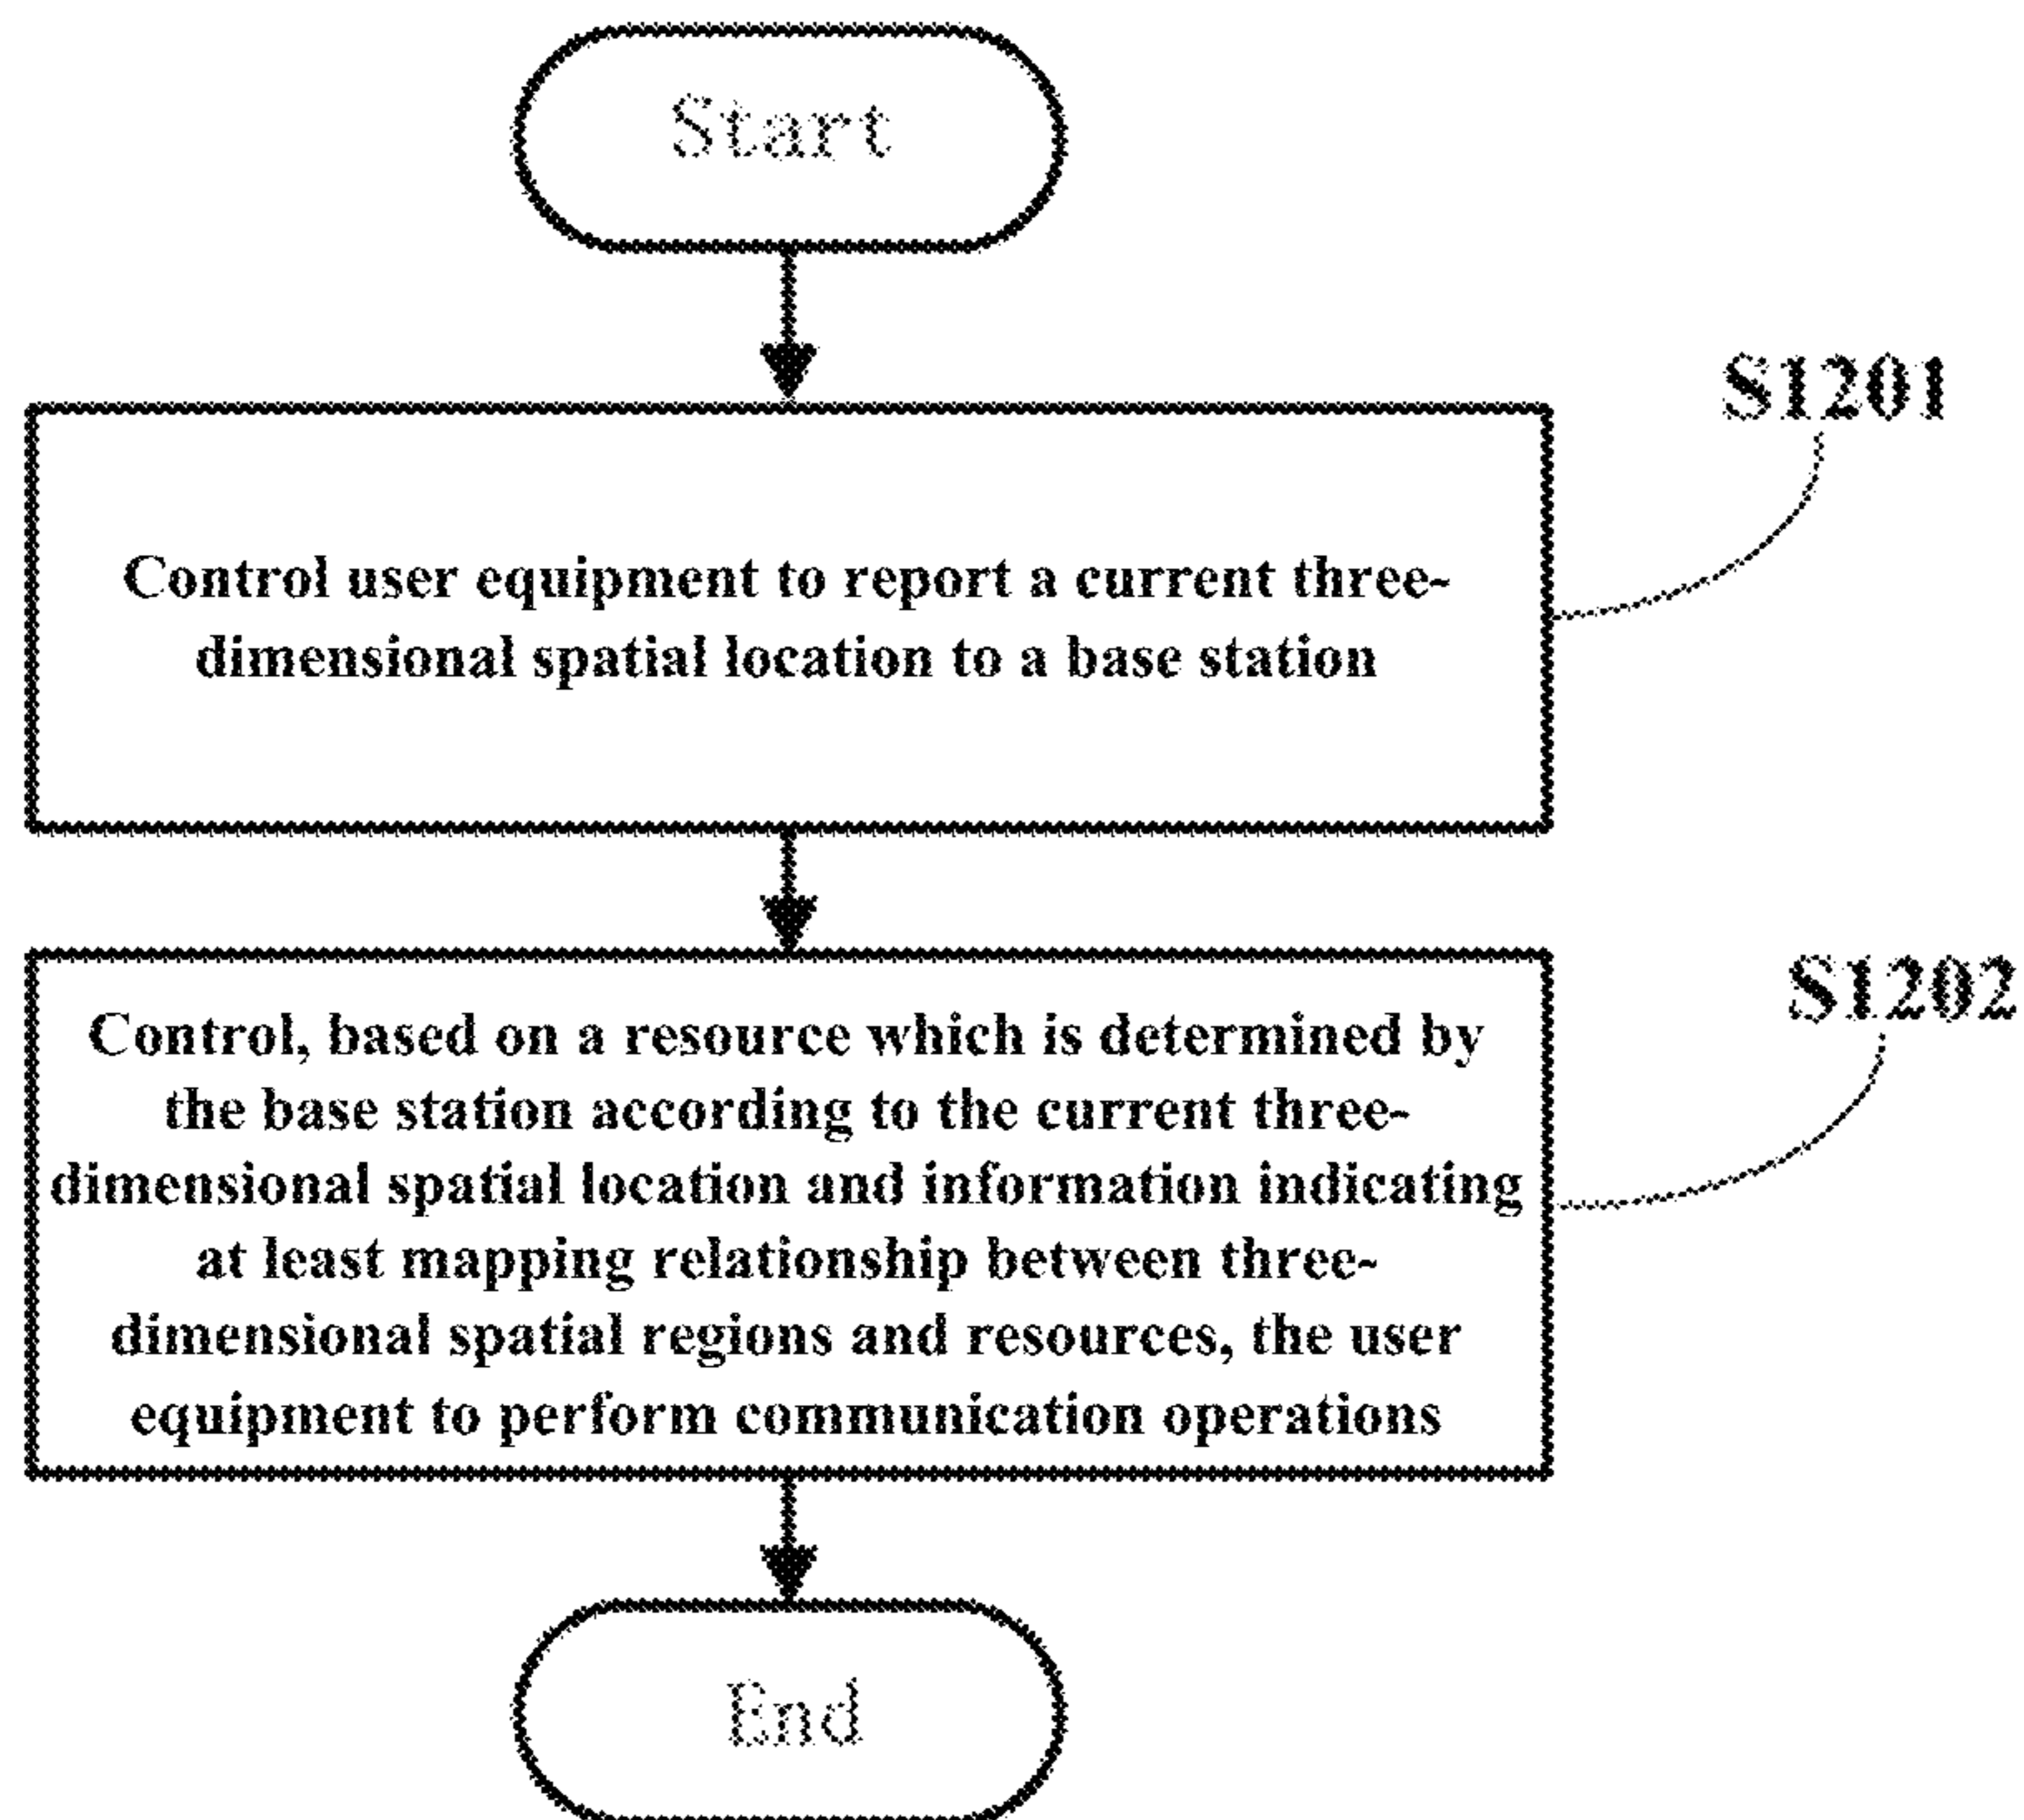 Start
S1201
Control user equipment to report a current three-
dimensional spatial location to a base station
S1202
Control, based on a resource which is determined by
the base station according to the current three-
dimensional spatial location and information indicating
at least mapping relationship between three-
dimensional spatial regions and resources, the user
equipment to perform communication operations
End